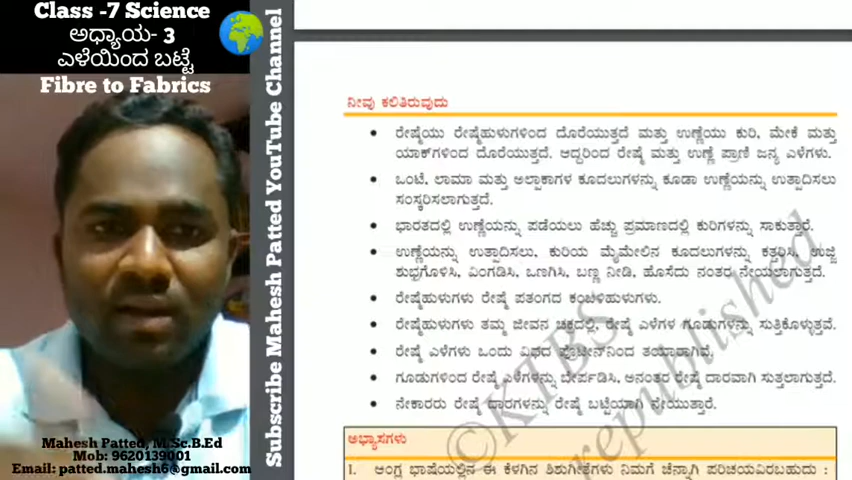 Class -7 Science
ಅಧ್ಯಾಯ- 3
ಎಳೆಯಿಂದ ಬಟ್ಟೆ
Fibre to Fabrics
Subscribe Mahesh Patted YouTube Channel
Mahesh Patted, M.Sc.B.Ed
Mob: 9620139001
Email: patted.mahesh6@gmail.com
ನೀವು ಕಲಿತಿರುವುದು
• ರೇಷ್ಮೆಯು ರೇಷ್ಮೆಹುಳುಗಳಿಂದ ದೊರೆಯುತ್ತದೆ ಮತ್ತು ಉಣ್ಣೆಯು ಕುರಿ, ಮೇಕೆ ಮತ್ತು
ಯಾಕ್‌ಗಳಿಂದ ದೊರೆಯುತ್ತದೆ. ಆದ್ದರಿಂದ ರೇಷ್ಮೆ ಮತ್ತು ಉಣ್ಣೆ ಪ್ರಾಣಿ ಜನ್ಯ ಎಳೆಗಳು.
• ಒಂಟೆ, ಲಾಮಾ ಮತ್ತು ಅಲ್ಪಾಕಾಗಳ ಕೂದಲುಗಳನ್ನು ಕೂಡಾ ಉಣ್ಣೆಯನ್ನು ಉತ್ಪಾದಿಸಲು
ಸಂಸ್ಕರಿಸಲಾಗುತ್ತದೆ.
• ಭಾರತದಲ್ಲಿ ಉಣ್ಣೆಯನ್ನು ಪಡೆಯಲು ಹೆಚ್ಚು ಪ್ರಮಾಣದಲ್ಲಿ ಕುರಿಗಳನ್ನು ಸಾಕುತ್ತಾರೆ.
• ಉಣ್ಣೆಯನ್ನು ಉತ್ಪಾದಿಸಲು, ಕುರಿಯ ಮೈಮೇಲಿನ ಕೂದಲುಗಳನ್ನು ಕತ್ತರಿಸಿ, ಉಜ್ಜಿ
ಶುಭ್ರಗೊಳಿಸಿ, ವಿಂಗಡಿಸಿ, ಒಣಗಿಸಿ, ಬಣ್ಣ ನೀಡಿ, ಹೊಸೆದು ನಂತರ ನೇಯಲಾಗುತ್ತದೆ.
• ರೇಷ್ಮೆಹುಳುಗಳು ರೇಷ್ಮೆ ಪತಂಗದ ಕಂಬಳಿಹುಳುಗಳು.
• ರೇಷ್ಮೆಹುಳುಗಳು ತಮ್ಮ ಜೀವನ ಚಕ್ರದಲ್ಲಿ, ರೇಷ್ಮೆ ಎಳೆಗಳ ಗೂಡುಗಳನ್ನು ಸುತ್ತಿಕೊಳ್ಳುತ್ತವೆ.
• ರೇಷ್ಮೆ ಎಳೆಗಳು ಒಂದು ವಿಧದ ಪ್ರೊಟೀನ್‌ನಿಂದ ತಯಾರಾಗಿವೆ.
• ಗೂಡುಗಳಿಂದ ರೇಷ್ಮೆ ಎಳೆಗಳನ್ನು ಬೇರ್ಪಡಿಸಿ, ಅನಂತರ ರೇಷ್ಮೆ ದಾರವಾಗಿ ಸುತ್ತಲಾಗುತ್ತದೆ.
• ನೇಕಾರರು ರೇಷ್ಮೆ ದಾರಗಳನ್ನು ರೇಷ್ಮೆ ಬಟ್ಟೆಯಾಗಿ ನೇಯುತ್ತಾರೆ.
©KTBS
republished
ಅಭ್ಯಾಸಗಳು
1. ಆಂಗ್ಲ ಭಾಷೆಯಲ್ಲಿನ ಈ ಕೆಳಗಿನ ಶಿಶುಗೀತೆಗಳು ನಿಮಗೆ ಚೆನ್ನಾಗಿ ಪರಿಚಯವಿರಬಹುದು :